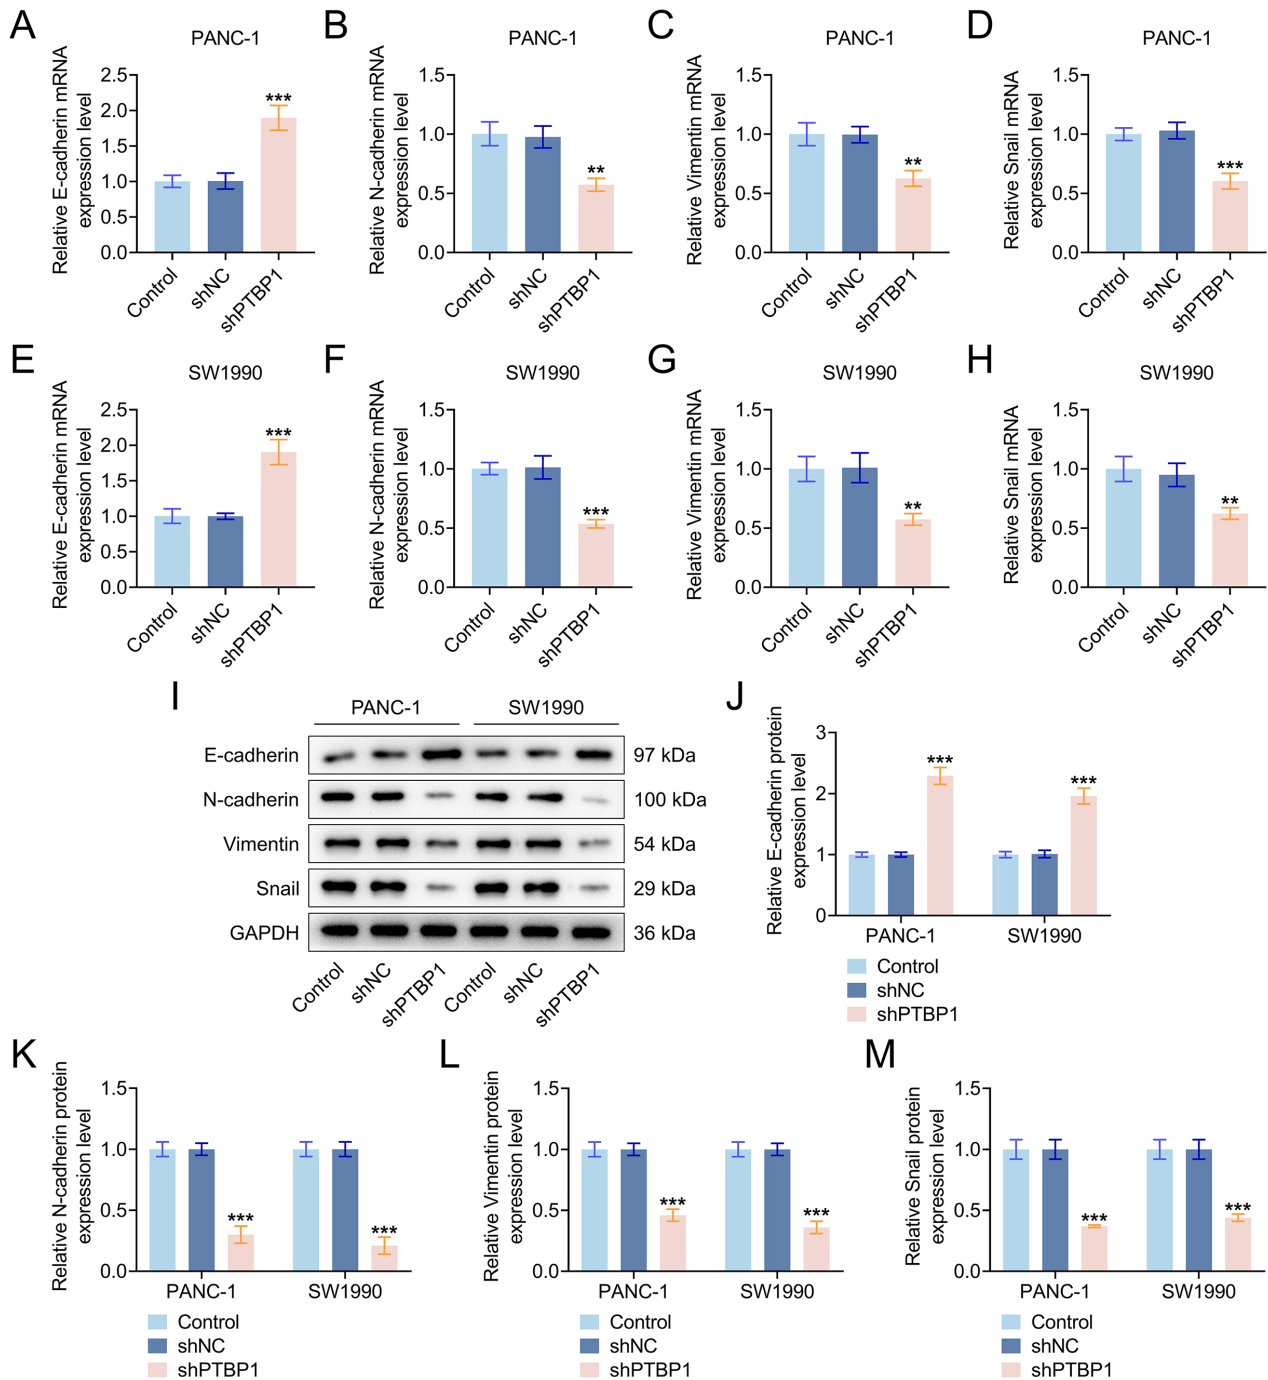 A
PANC-1
Relative E-cadherin mRNA
expression level
2.5
2.0
1.5
1.0
0.5
0.0
***
Control
shNC
shPTBP1
B
PANC-1
Relative N-cadherin mRNA
expression level
1.5
1.0
0.5
0.0
**
Control
shNC
shPTBP1
C
PANC-1
Relative Vimentin mRNA
expression level
1.5
1.0
0.5
0.0
**
Control
shNC
shPTBP1
D
PANC-1
Relative Snail mRNA
expression level
1.5
1.0
0.5
0.0
***
Control
shNC
shPTBP1
E
SW1990
Relative E-cadherin mRNA
expression level
2.5
2.0
1.5
1.0
0.5
0.0
***
Control
shNC
shPTBP1
F
SW1990
Relative N-cadherin mRNA
expression level
1.5
1.0
0.5
0.0
***
Control
shNC
shPTBP1
G
SW1990
Relative Vimentin mRNA
expression level
1.5
1.0
0.5
0.0
**
Control
shNC
shPTBP1
H
SW1990
Relative Snail mRNA
expression level
1.5
1.0
0.5
0.0
**
Control
shNC
shPTBP1
I
PANC-1 SW1990
E-cadherin 97 kDa
N-cadherin 100 kDa
Vimentin 54 kDa
Snail 29 kDa
GAPDH 36 kDa
Control
shNC
shPTBP1
Control
shNC
shPTBP1
J
Relative E-cadherin protein
expression level
3
2
1
0
***
***
PANC-1 SW1990
Control
shNC
shPTBP1
K
Relative N-cadherin protein
expression level
1.5
1.0
0.5
0.0
***
***
PANC-1 SW1990
Control
shNC
shPTBP1
L
Relative Vimentin protein
expression level
1.5
1.0
0.5
0.0
***
***
PANC-1 SW1990
Control
shNC
shPTBP1
M
Relative Snail protein
expression level
1.5
1.0
0.5
0.0
***
***
PANC-1 SW1990
Control
shNC
shPTBP1